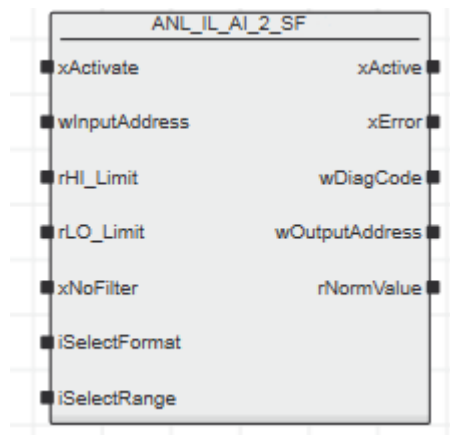 ANL_IL_AI_2_SF
xActivate xActive
wInputAddress xError
rHI_Limit wDiagCode
rLO_Limit wOutputAddress
xNoFilter rNormValue
iSelectFormat
iSelectRange